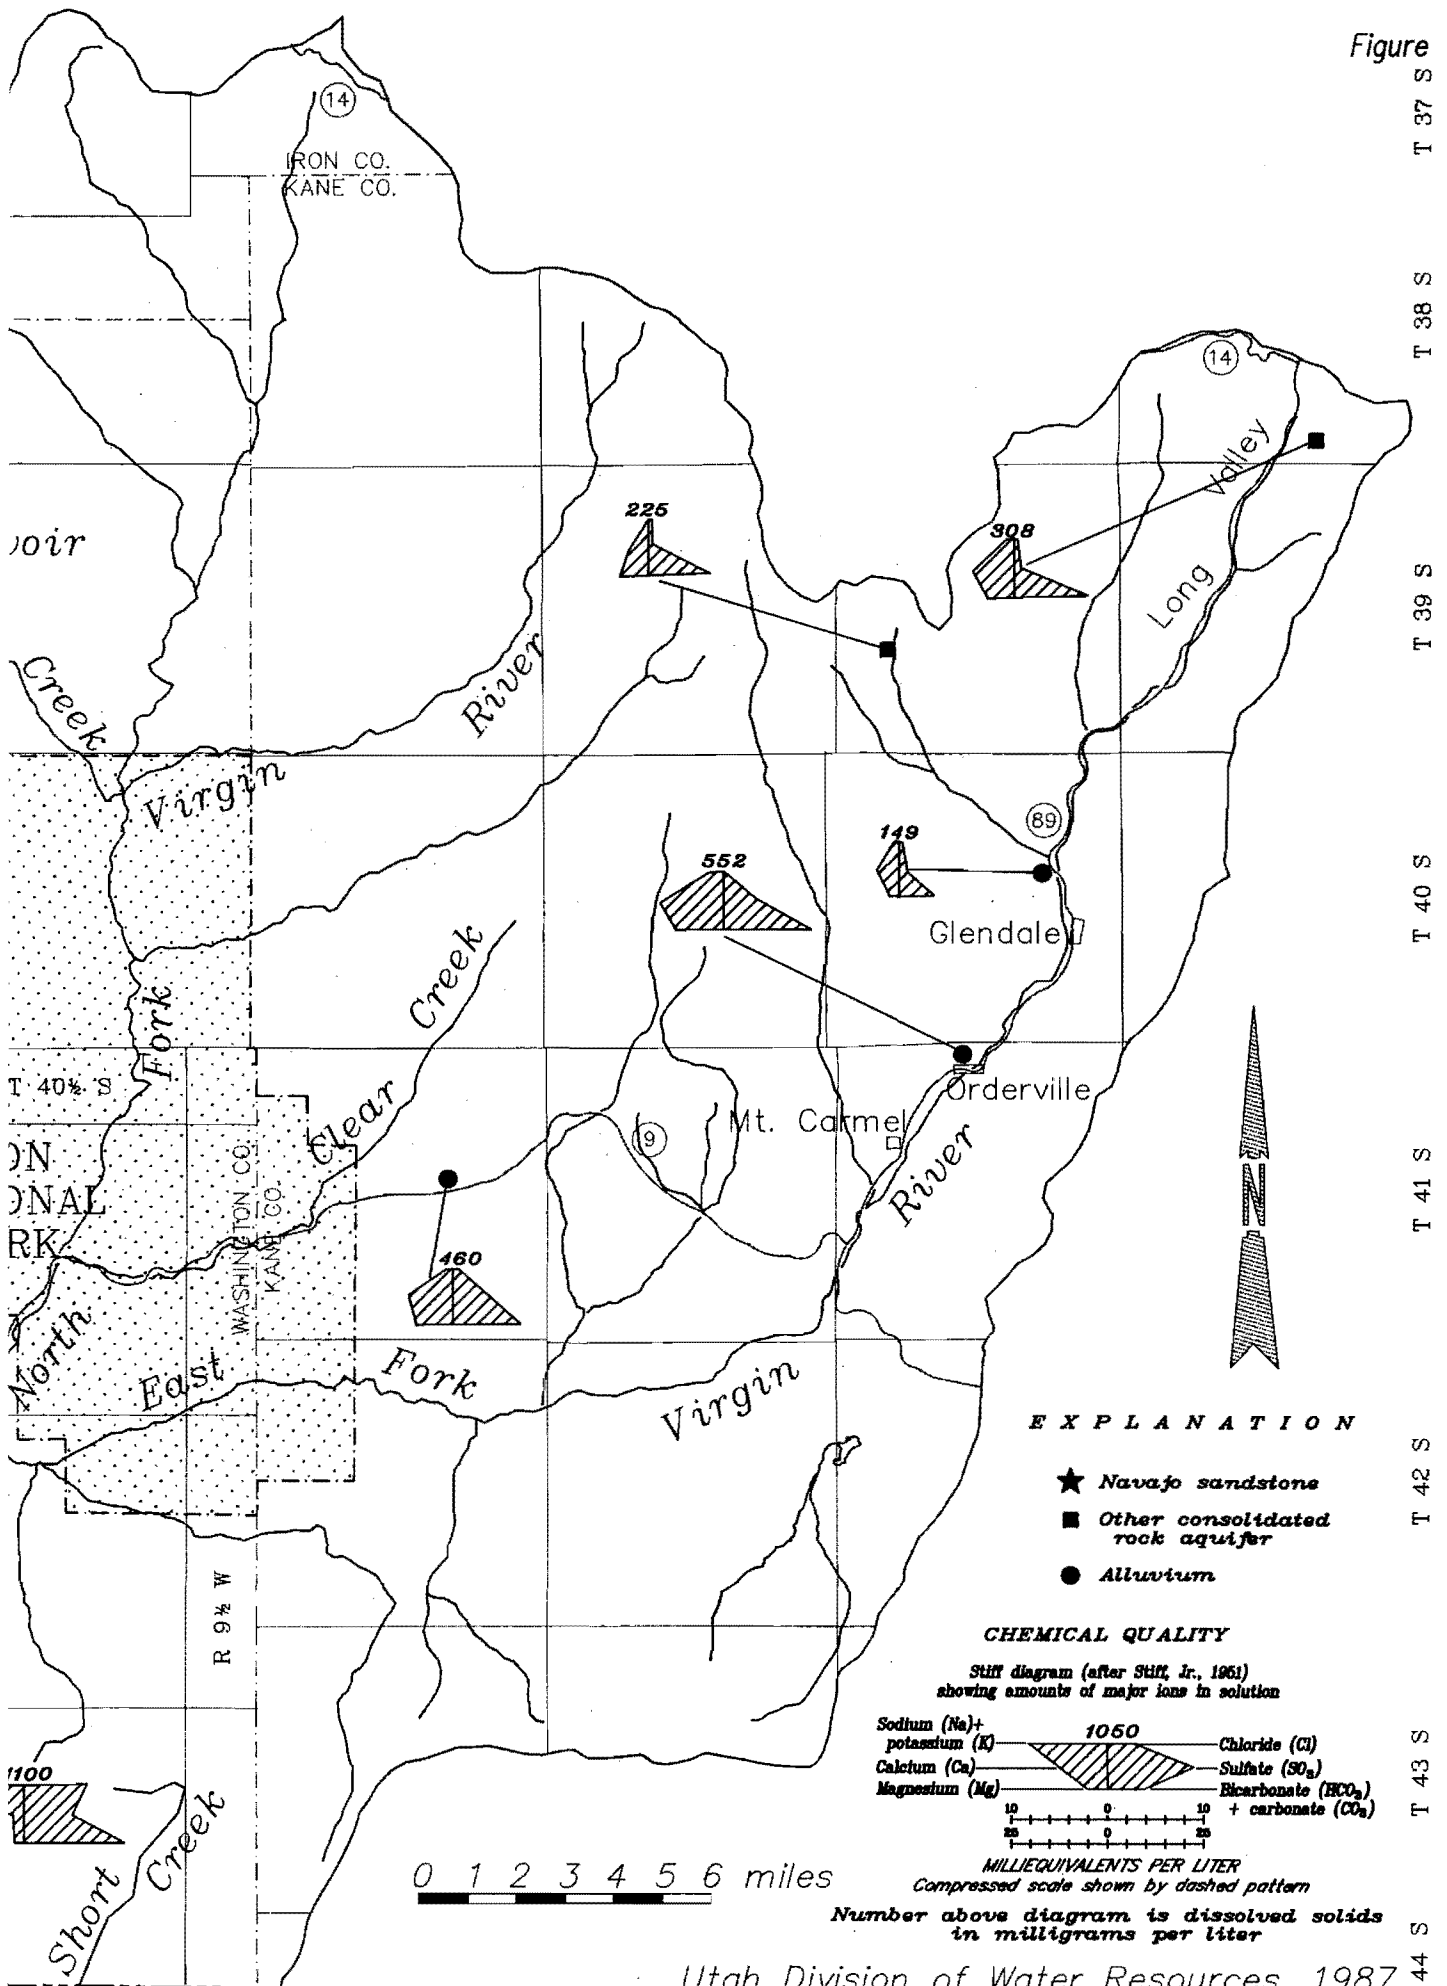 Figure
T 37 S
14
IRON CO.
KANE CO.
T 38 S
14
Valley
225
308
Long
T 39 S
Creek
River
Virgin
89
149
552
Glendale
T 40 S
Creek
Fork
T 40½ S
Clear
Orderville
Mt. Carmel
9
ONAL
WASHINGTON CO.
KANE CO.
River
N
T 41 S
460
North
East
Fork
Virgin
E X P L A N A T I O N
Navajo sandstone
Other consolidated
rock aquifer
Alluvium
T 42 S
R 9½ W
CHEMICAL QUALITY
Stiff diagram (after Stiff, Jr., 1951)
showing amounts of major ions in solution
Sodium (Na)+
potassium (K)
1050
Chloride (Cl)
Calcium (Ca)
Sulfate (SO₃)
Magnesium (Mg)
Bicarbonate (HCO₃)
+ carbonate (CO₃)
10 0 10
25 0 25
MILLIEQUIVALENTS PER LITER
Compressed scale shown by dashed pattern
Number above diagram is dissolved solids
in milligrams per liter
T 43 S
1100
Short
Creek
0 1 2 3 4 5 6 miles
44 S
Utah Division of Water Resources, 1987